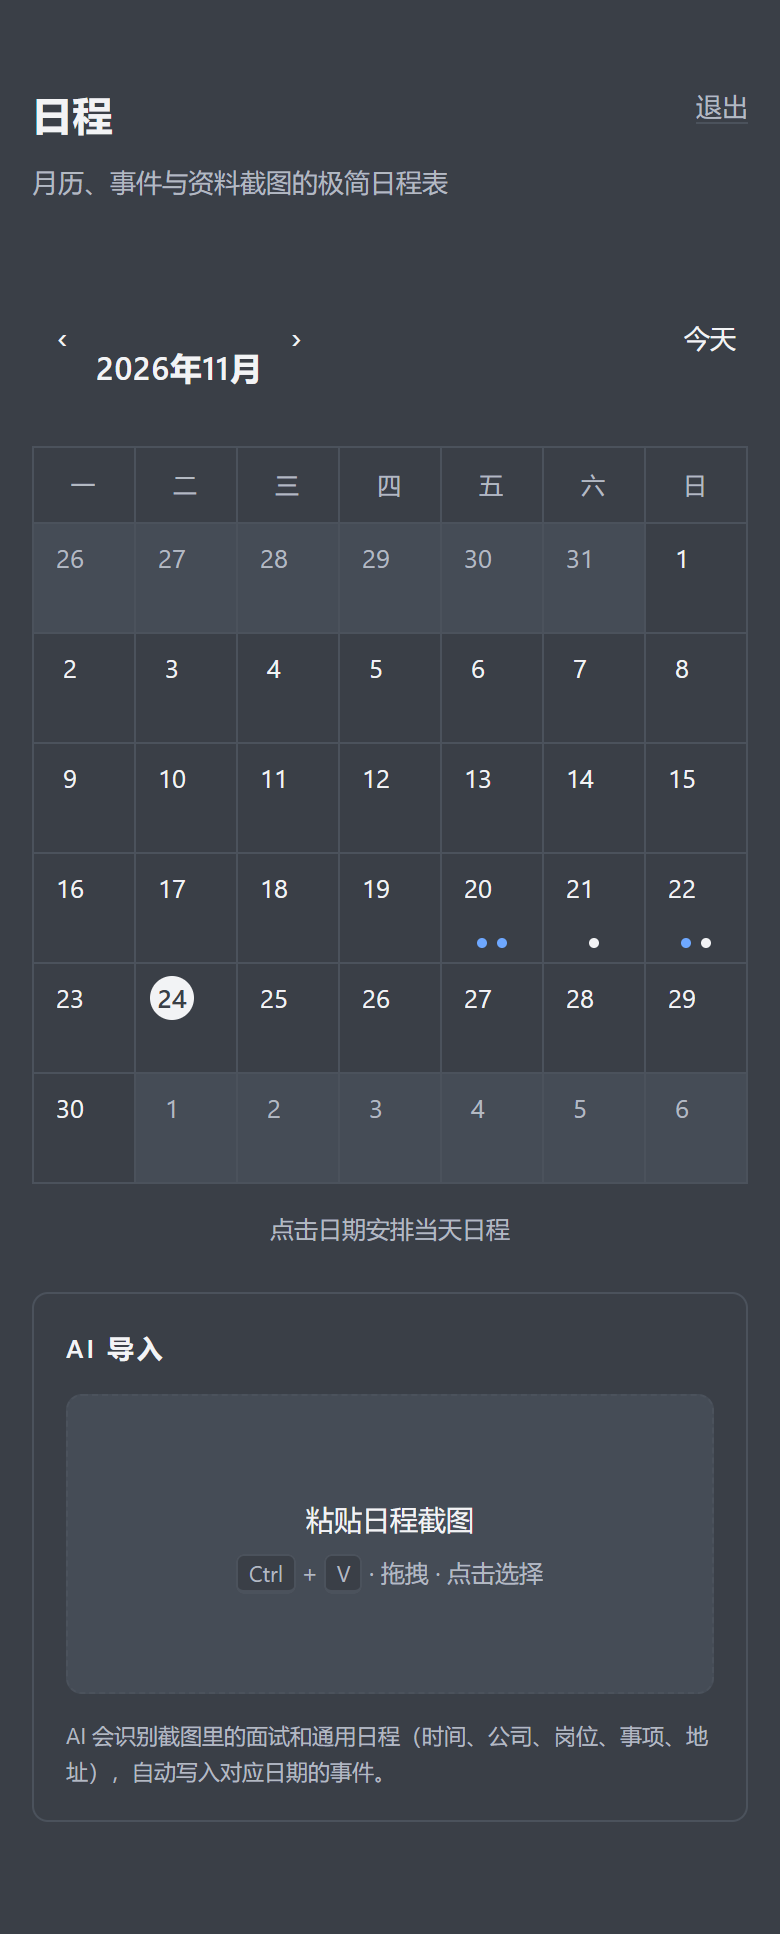 日程
退出
月历、事件与资料截图的极简日程表
‹ 2026年11月 › 今天
一 二 三 四 五 六 日
26 27 28 29 30 31 1
2 3 4 5 6 7 8
9 10 11 12 13 14 15
16 17 18 19 20 21 22
23 24 25 26 27 28 29
30 1 2 3 4 5 6
点击日期安排当天日程
AI 导入
粘贴日程截图
Ctrl + V · 拖拽 · 点击选择
AI 会识别截图里的面试和通用日程（时间、公司、岗位、事项、地
址），自动写入对应日期的事件。